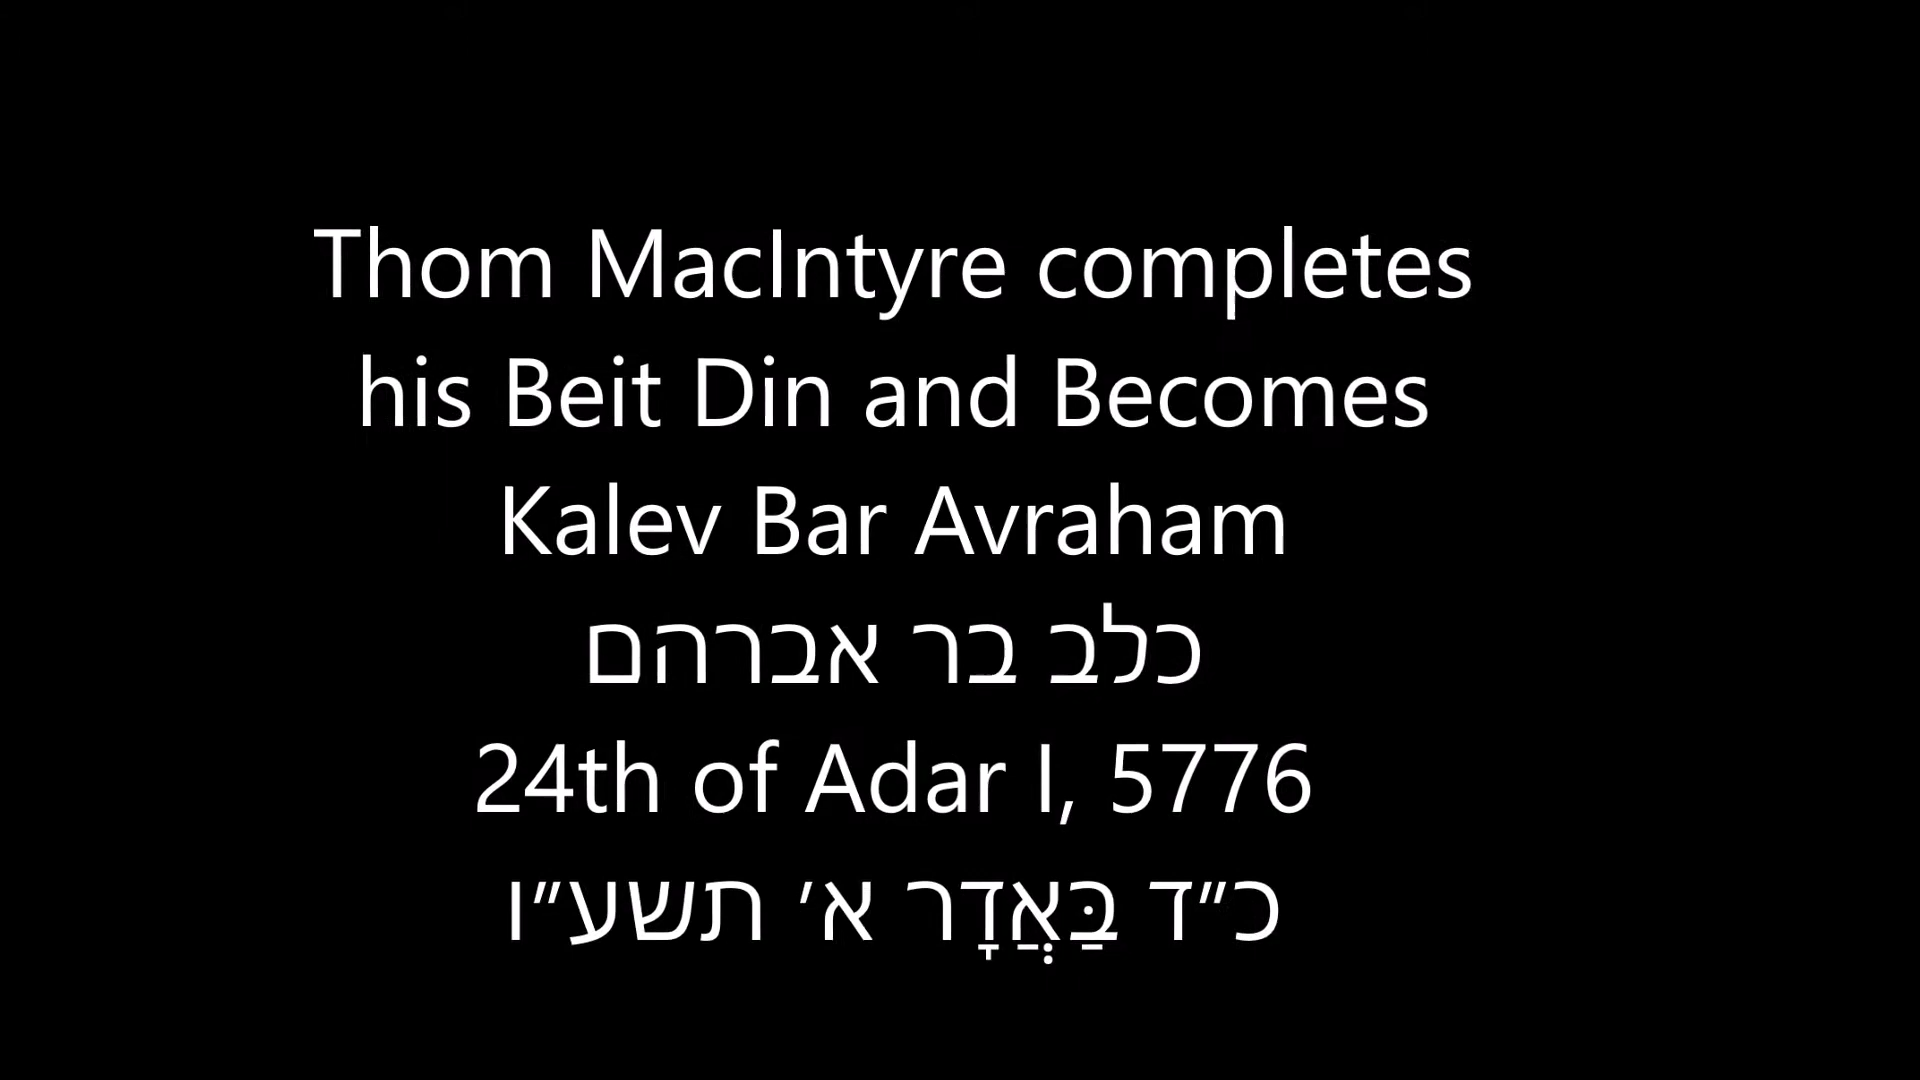 Thom MacIntyre completes
his Beit Din and Becomes
Kalev Bar Avraham
כלב בר אברהם
24th of Adar I, 5776
כ״ד בַּאֲדָר א׳ תשע״ו